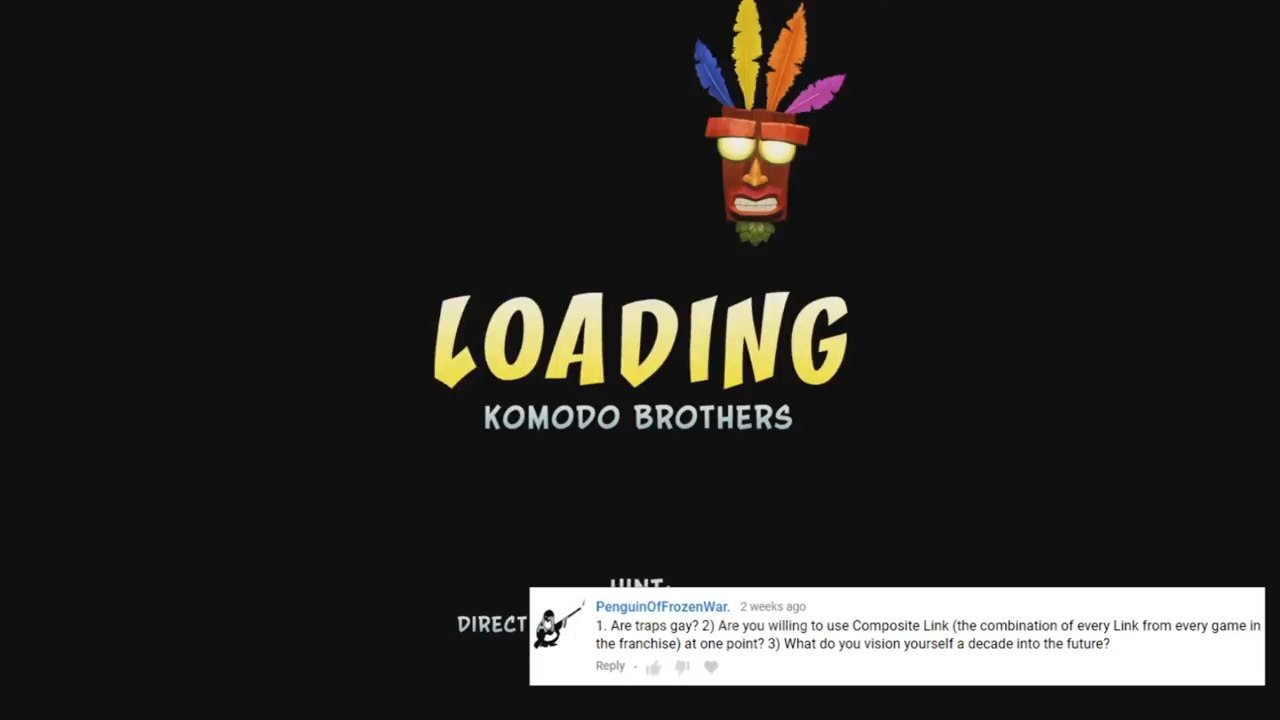 LOADING
KOMODO BROTHERS
HINT:
DIRECT
PenguinOfFrozenWar. 2 weeks ago
1. Are traps gay? 2) Are you willing to use Composite Link (the combination of every Link from every game in
the franchise) at one point? 3) What do you vision yourself a decade into the future?
Reply